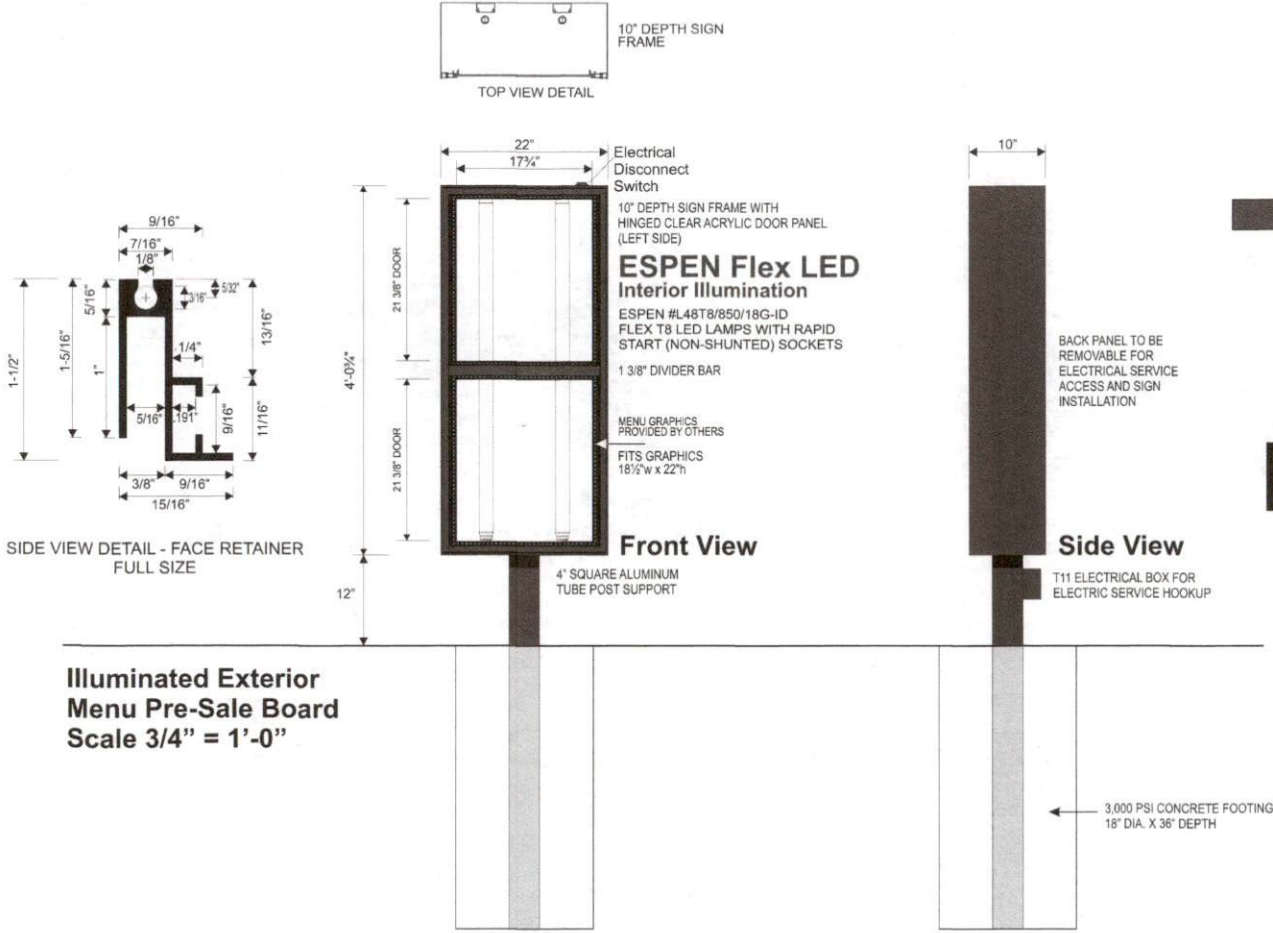 10" DEPTH SIGN
FRAME
TOP VIEW DETAIL
22"
17¾"
Electrical
Disconnect
Switch
10"
10" DEPTH SIGN FRAME WITH
HINGED CLEAR ACRYLIC DOOR PANEL
(LEFT SIDE)
ESPEN Flex LED
Interior Illumination
ESPEN #L48T8/850/18G-ID
FLEX T8 LED LAMPS WITH RAPID
START (NON-SHUNTED) SOCKETS
1 3/8" DIVIDER BAR
MENU GRAPHICS
PROVIDED BY OTHERS
FITS GRAPHICS
18½"w x 22"h
21 3/8" DOOR
21 3/8" DOOR
4'-0¾"
12"
9/16"
7/16"
1/8"
5/16"
3/16"
5/32"
13/16"
1-1/2"
1-5/16"
1"
1/4"
5/16"
.191"
9/16"
11/16"
3/8"
9/16"
15/16"
SIDE VIEW DETAIL - FACE RETAINER
FULL SIZE
BACK PANEL TO BE
REMOVABLE FOR
ELECTRICAL SERVICE
ACCESS AND SIGN
INSTALLATION
Front View
4" SQUARE ALUMINUM
TUBE POST SUPPORT
Side View
T11 ELECTRICAL BOX FOR
ELECTRIC SERVICE HOOKUP
Illuminated Exterior
Menu Pre-Sale Board
Scale 3/4" = 1'-0"
3,000 PSI CONCRETE FOOTING
18" DIA. X 36" DEPTH